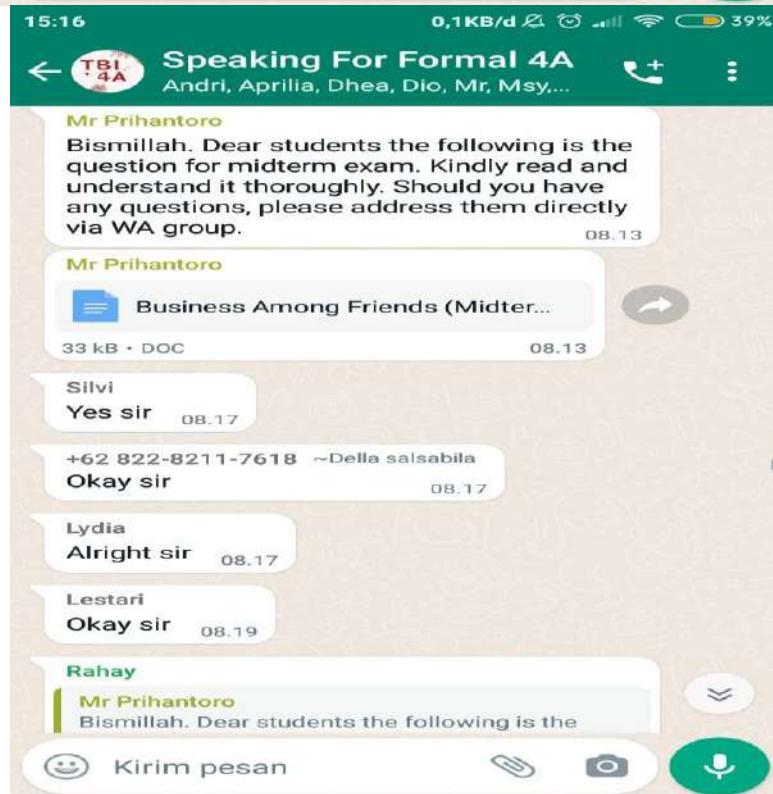 15:16 0,1KB/d 39%
TBI 4A Speaking For Formal 4A
Andri, Aprilia, Dhea, Dio, Mr, Msy,...
Mr Prihantoro
Bismillah. Dear students the following is the
question for midterm exam. Kindly read and
understand it thoroughly. Should you have
any questions, please address them directly
via WA group.
08.13
Mr Prihantoro
Business Among Friends (Midter...
33 kB • DOC 08.13
Silvi
Yes sir 08.17
+62 822-8211-7618 ~Della salsabila
Okay sir 08.17
Lydia
Alright sir 08.17
Lestari
Okay sir 08.19
Rahay
Mr Prihantoro
Bismillah. Dear students the following is the
Kirim pesan